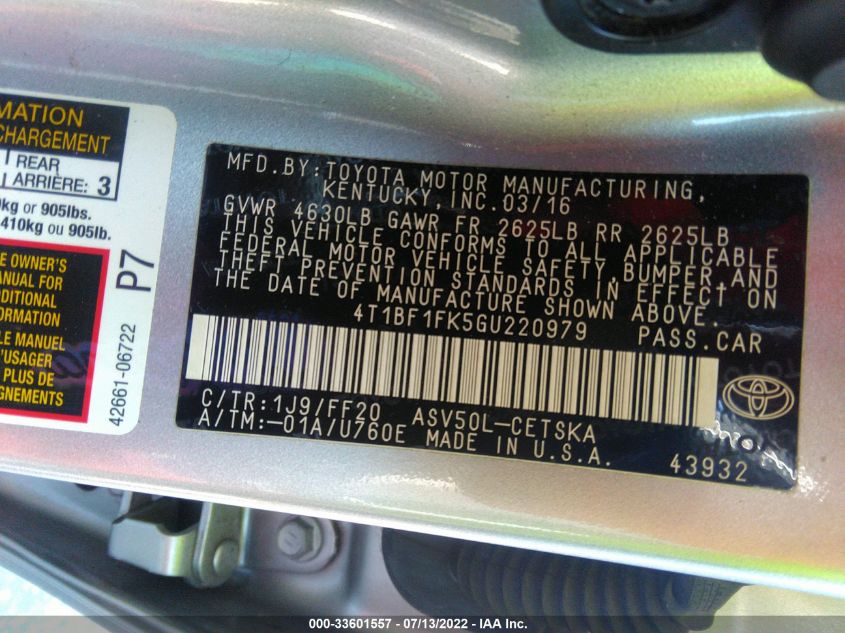 MATION
CHARGEMENT
REAR
ARRIÈRE: 3
kg or 905lbs.
410kg ou 905lb.
E OWNER'S
ANUAL FOR
DDITIONAL
ORMATION
LE MANUEL
'USAGER
PLUS DE
GNEMENTS
P7
42661-06722
MFD.BY:TOYOTA MOTOR MANUFACTURING,
KENTUCKY,INC.03/16
GVWR 4630LB GAWR FR 2625LB RR 2625LB
THIS VEHICLE CONFORMS TO ALL APPLICABLE
FEDERAL MOTOR VEHICLE SAFETY,BUMPER,AND
THEFT PREVENTION STANDARDS IN EFFECT ON
THE DATE OF MANUFACTURE SHOWN ABOVE.
4T1BF1FK5GU220979 PASS.CAR
C/TR:1J9/FF20 ASV50L-CETSKA
A/TM:-01A/U760E MADE IN U.S.A.
43932
000-33601557 - 07/13/2022 - IAA Inc.